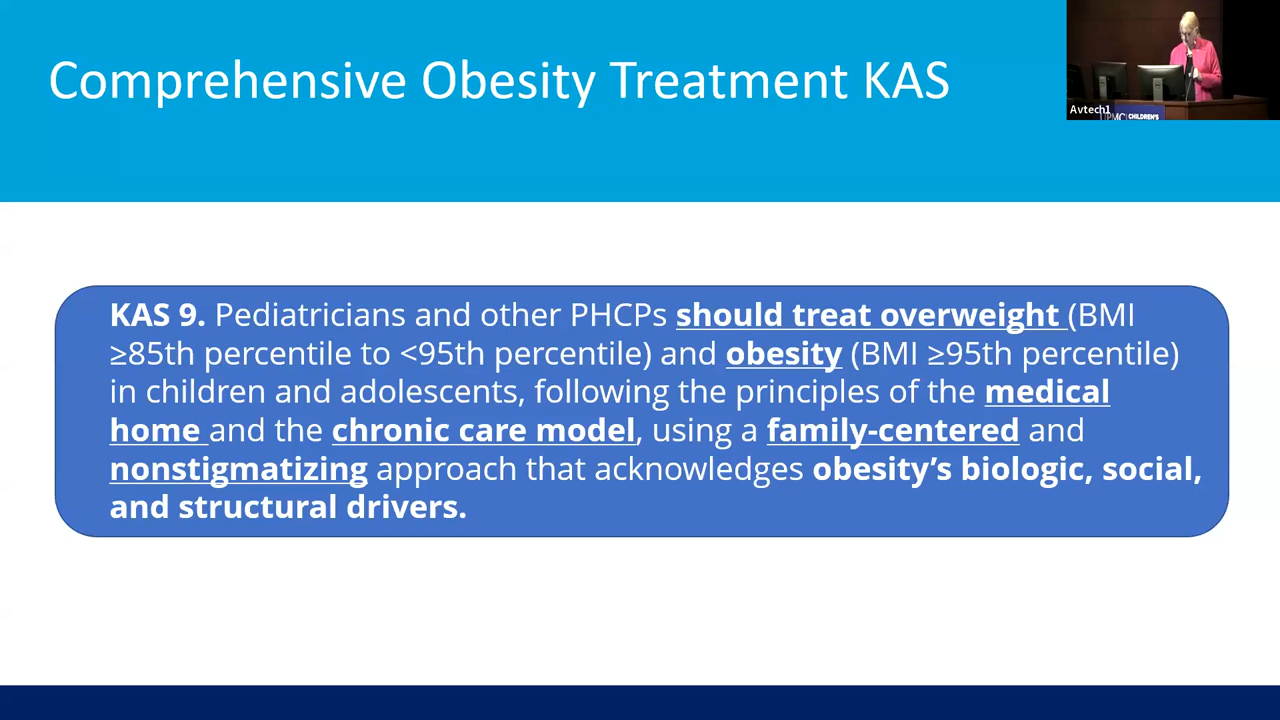 Comprehensive Obesity Treatment KAS
Avtech1
UPMC CHILDREN'S
KAS 9. Pediatricians and other PHCPs should treat overweight (BMI
≥85th percentile to <95th percentile) and obesity (BMI ≥95th percentile)
in children and adolescents, following the principles of the medical
home and the chronic care model, using a family-centered and
nonstigmatizing approach that acknowledges obesity’s biologic, social,
and structural drivers.